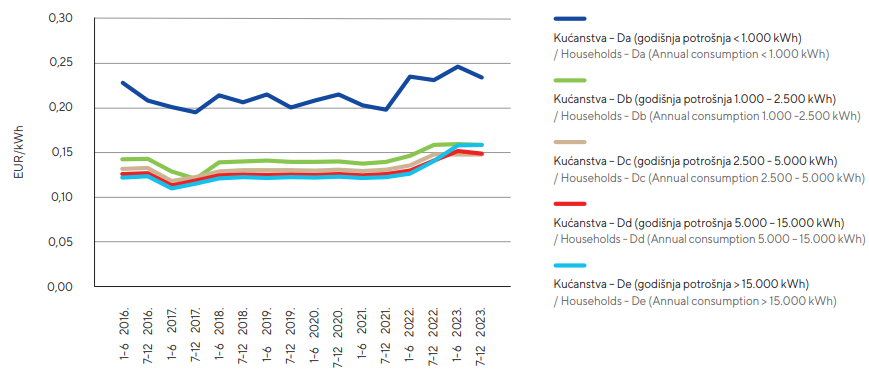 EUR/kWh
0,30
0,25
0,20
0,15
0,10
0,05
0,00
1-6 2016.
7-12 2016.
1-6 2017.
7-12 2017.
1-6 2018.
7-12 2018.
1-6 2019.
7-12 2019.
1-6 2020.
7-12 2020.
1-6 2021.
7-12 2021.
1-6 2022.
7-12 2022.
1-6 2023.
7-12 2023.
Kućanstva – Da (godišnja potrošnja < 1.000 kWh)
/ Households - Da (Annual consumption < 1.000 kWh)
Kućanstva – Db (godišnja potrošnja 1.000 – 2.500 kWh)
/ Households - Db (Annual consumption 1.000 -2.500 kWh)
Kućanstva – Dc (godišnja potrošnja 2.500 - 5.000 kWh)
/ Households - Dc (Annual consumption 2.500 - 5.000 kWh)
Kućanstva – Dd (godišnja potrošnja 5.000 – 15.000 kWh)
/ Households - Dd (Annual consumption 5.000 – 15.000 kWh)
Kućanstva – De (godišnja potrošnja > 15.000 kWh)
/ Households - De (Annual consumption > 15.000 kWh)